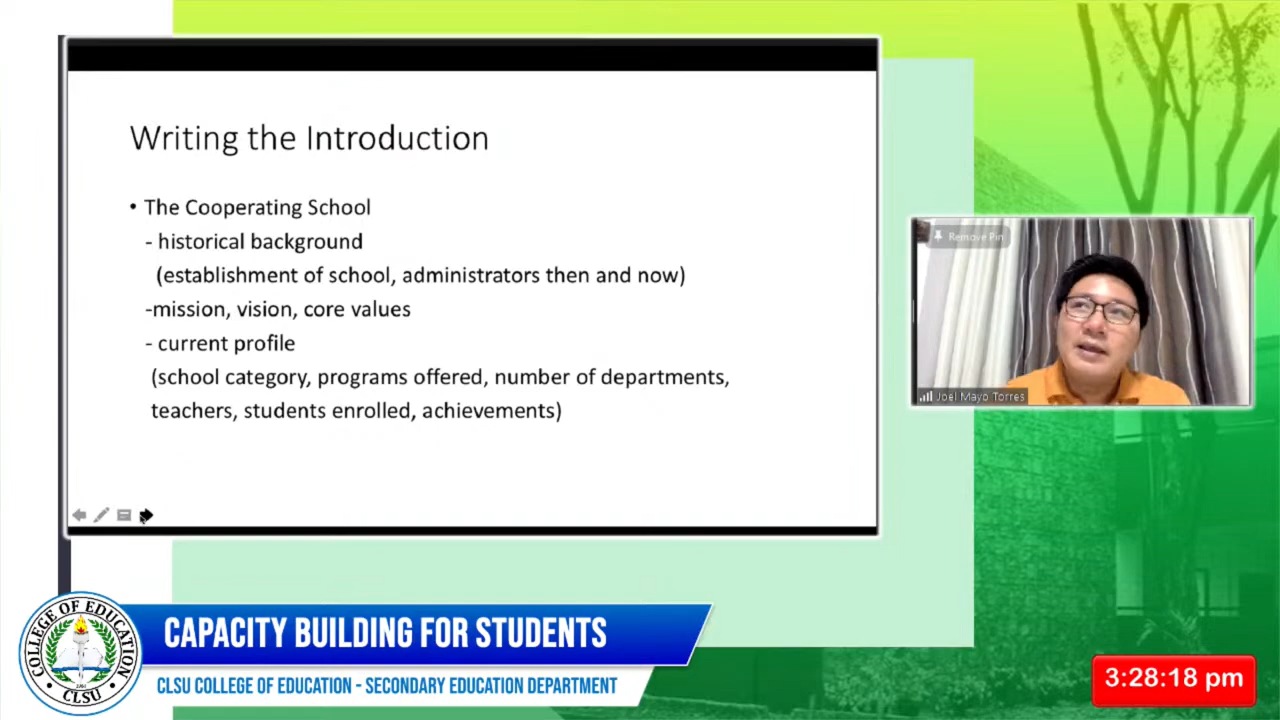 Writing the Introduction
• The Cooperating School
- historical background
(establishment of school, administrators then and now)
-mission, vision, core values
- current profile
(school category, programs offered, number of departments,
teachers, students enrolled, achievements)
Remove Pin
Joel Mayo Torres
COLLEGE OF EDUCATION
• CLSU •
CAPACITY BUILDING FOR STUDENTS
CLSU COLLEGE OF EDUCATION - SECONDARY EDUCATION DEPARTMENT
3:28:18 pm